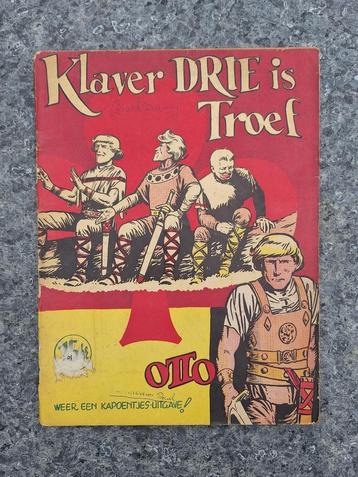 Klaver DRIE is
Troef
OTTO
WEER EEN KAPOENTJES-UITGAVE!